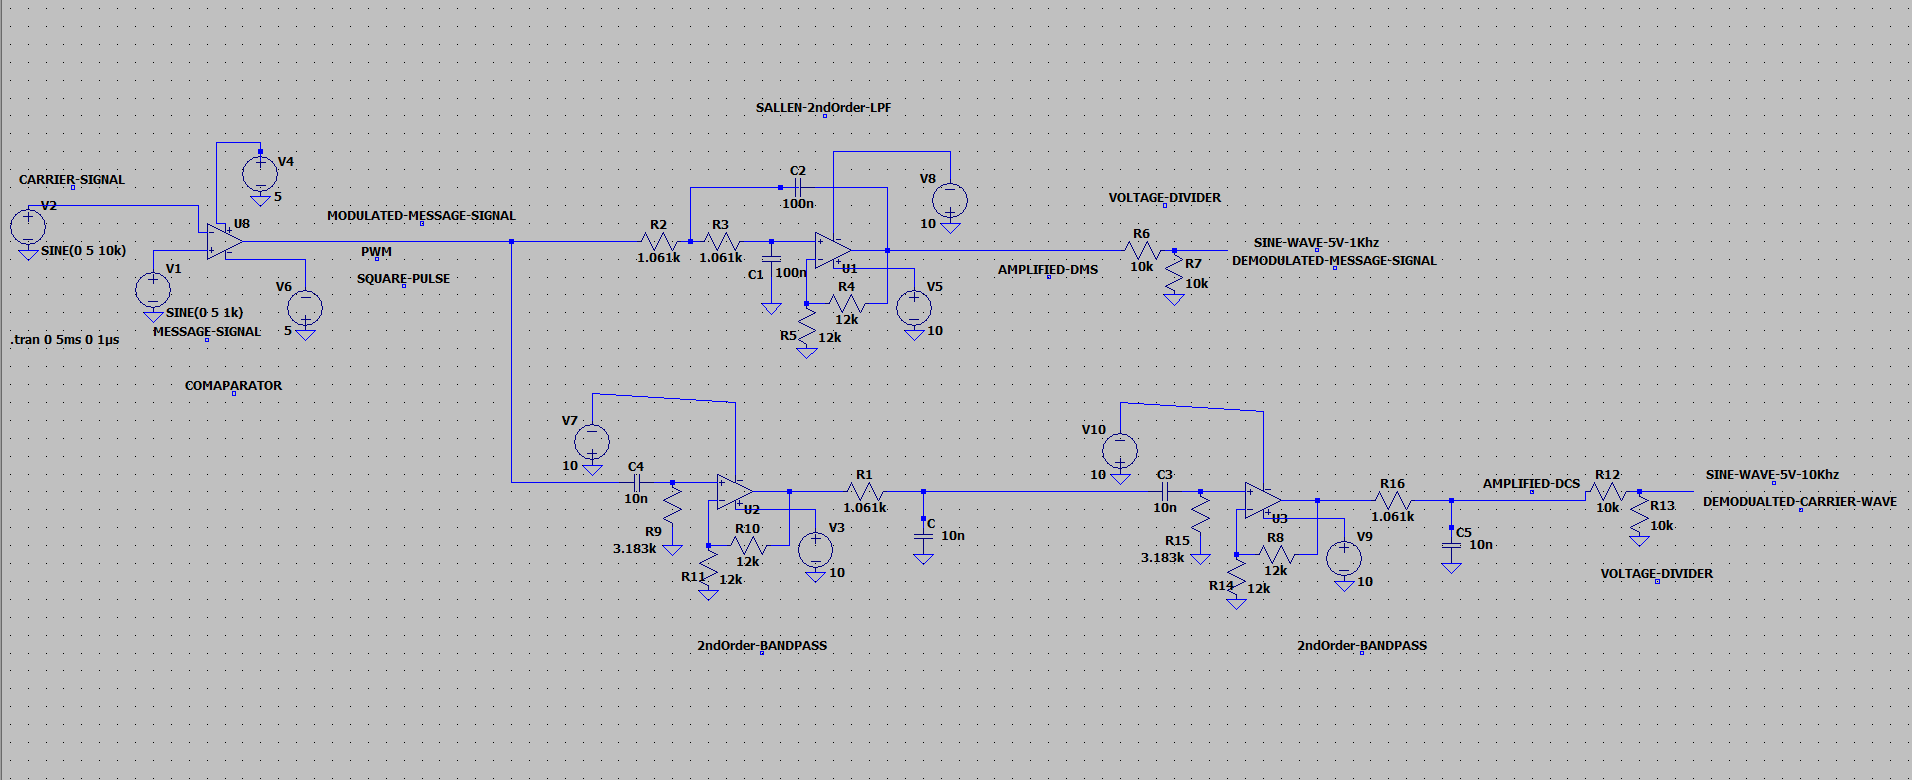 SALLEN-2ndOrder-LPF
V4
5
CARRIER-SIGNAL
V2
SINE(0 5 10k)
U8
+
-
V1
SINE(0 5 1k)
MESSAGE-SIGNAL
V6
5
.tran 0 5ms 0 1µs
COMAPARATOR
MODULATED-MESSAGE-SIGNAL
PWM
SQUARE-PULSE
C2
100n
R2
1.061k
R3
1.061k
C1
100n
U1
R4
12k
R5
12k
V8
10
V5
10
AMPLIFIED-DMS
VOLTAGE-DIVIDER
R6
10k
R7
10k
SINE-WAVE-5V-1Khz
DEMODULATED-MESSAGE-SIGNAL
V7
10
C4
10n
R9
3.183k
U2
R10
12k
R11
12k
V3
10
R1
1.061k
C
10n
2ndOrder-BANDPASS
V10
10
C3
10n
R15
3.183k
U3
R8
12k
R14
12k
V9
10
R16
1.061k
C5
10n
2ndOrder-BANDPASS
AMPLIFIED-DCS
R12
10k
R13
10k
SINE-WAVE-5V-10Khz
DEMODUALTED-CARRIER-WAVE
VOLTAGE-DIVIDER